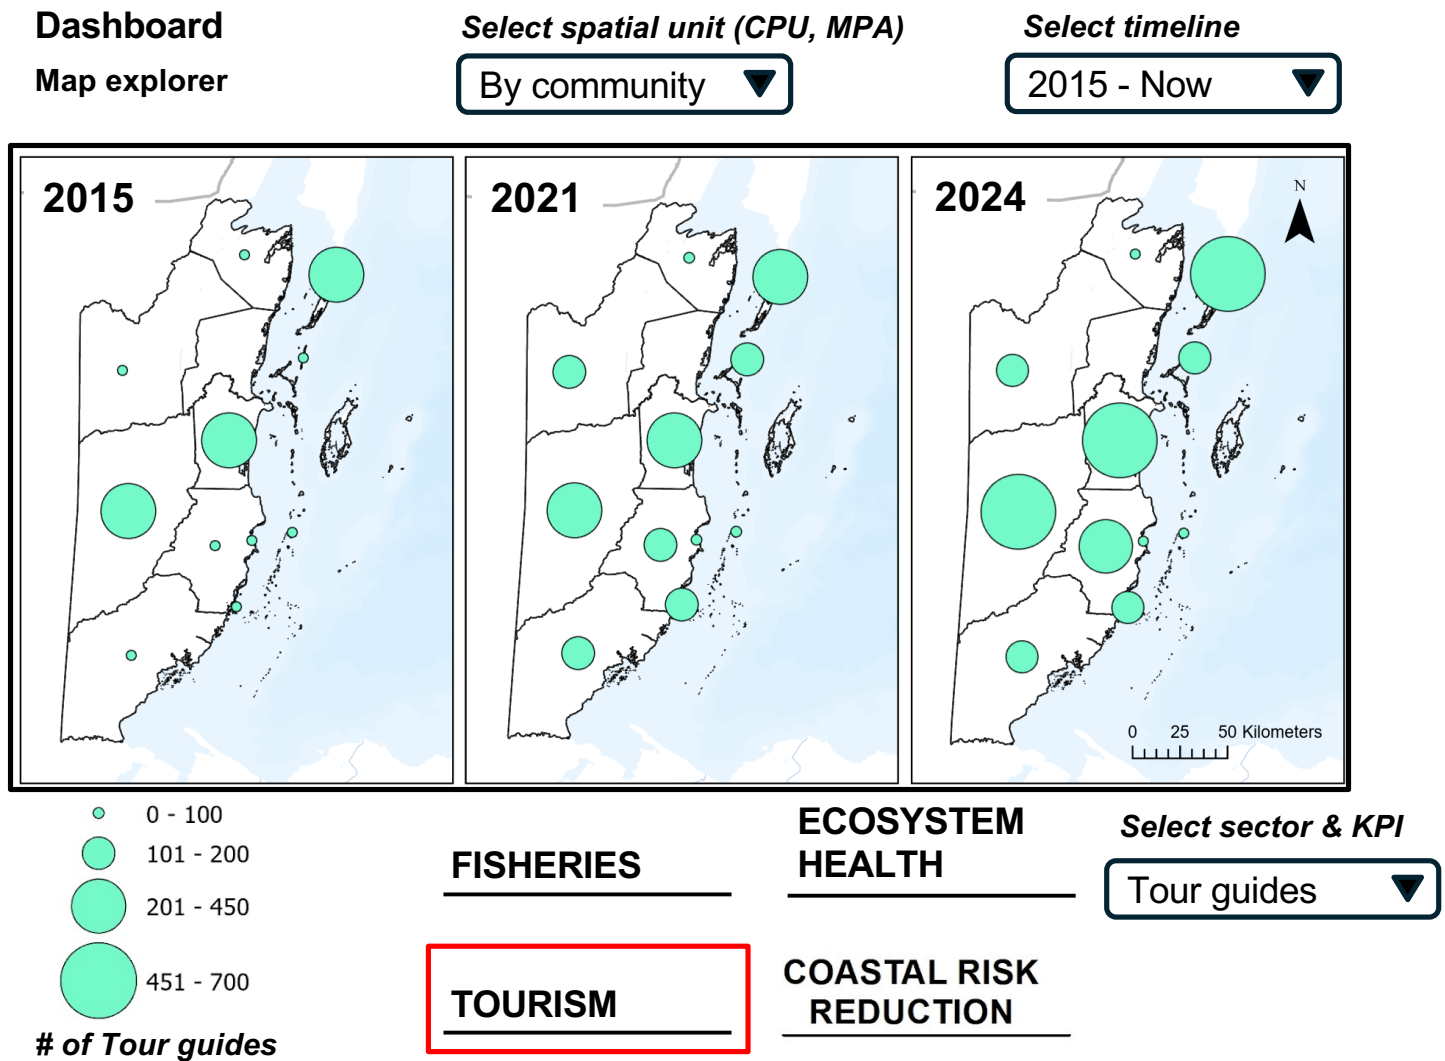 Dashboard
Map explorer
Select spatial unit (CPU, MPA)
By community
Select timeline
2015 - Now
2015
2021
2024
N
0 25 50 Kilometers
0 - 100
101 - 200
201 - 450
451 - 700
# of Tour guides
FISHERIES
ECOSYSTEM
HEALTH
TOURISM
COASTAL RISK
REDUCTION
Select sector & KPI
Tour guides